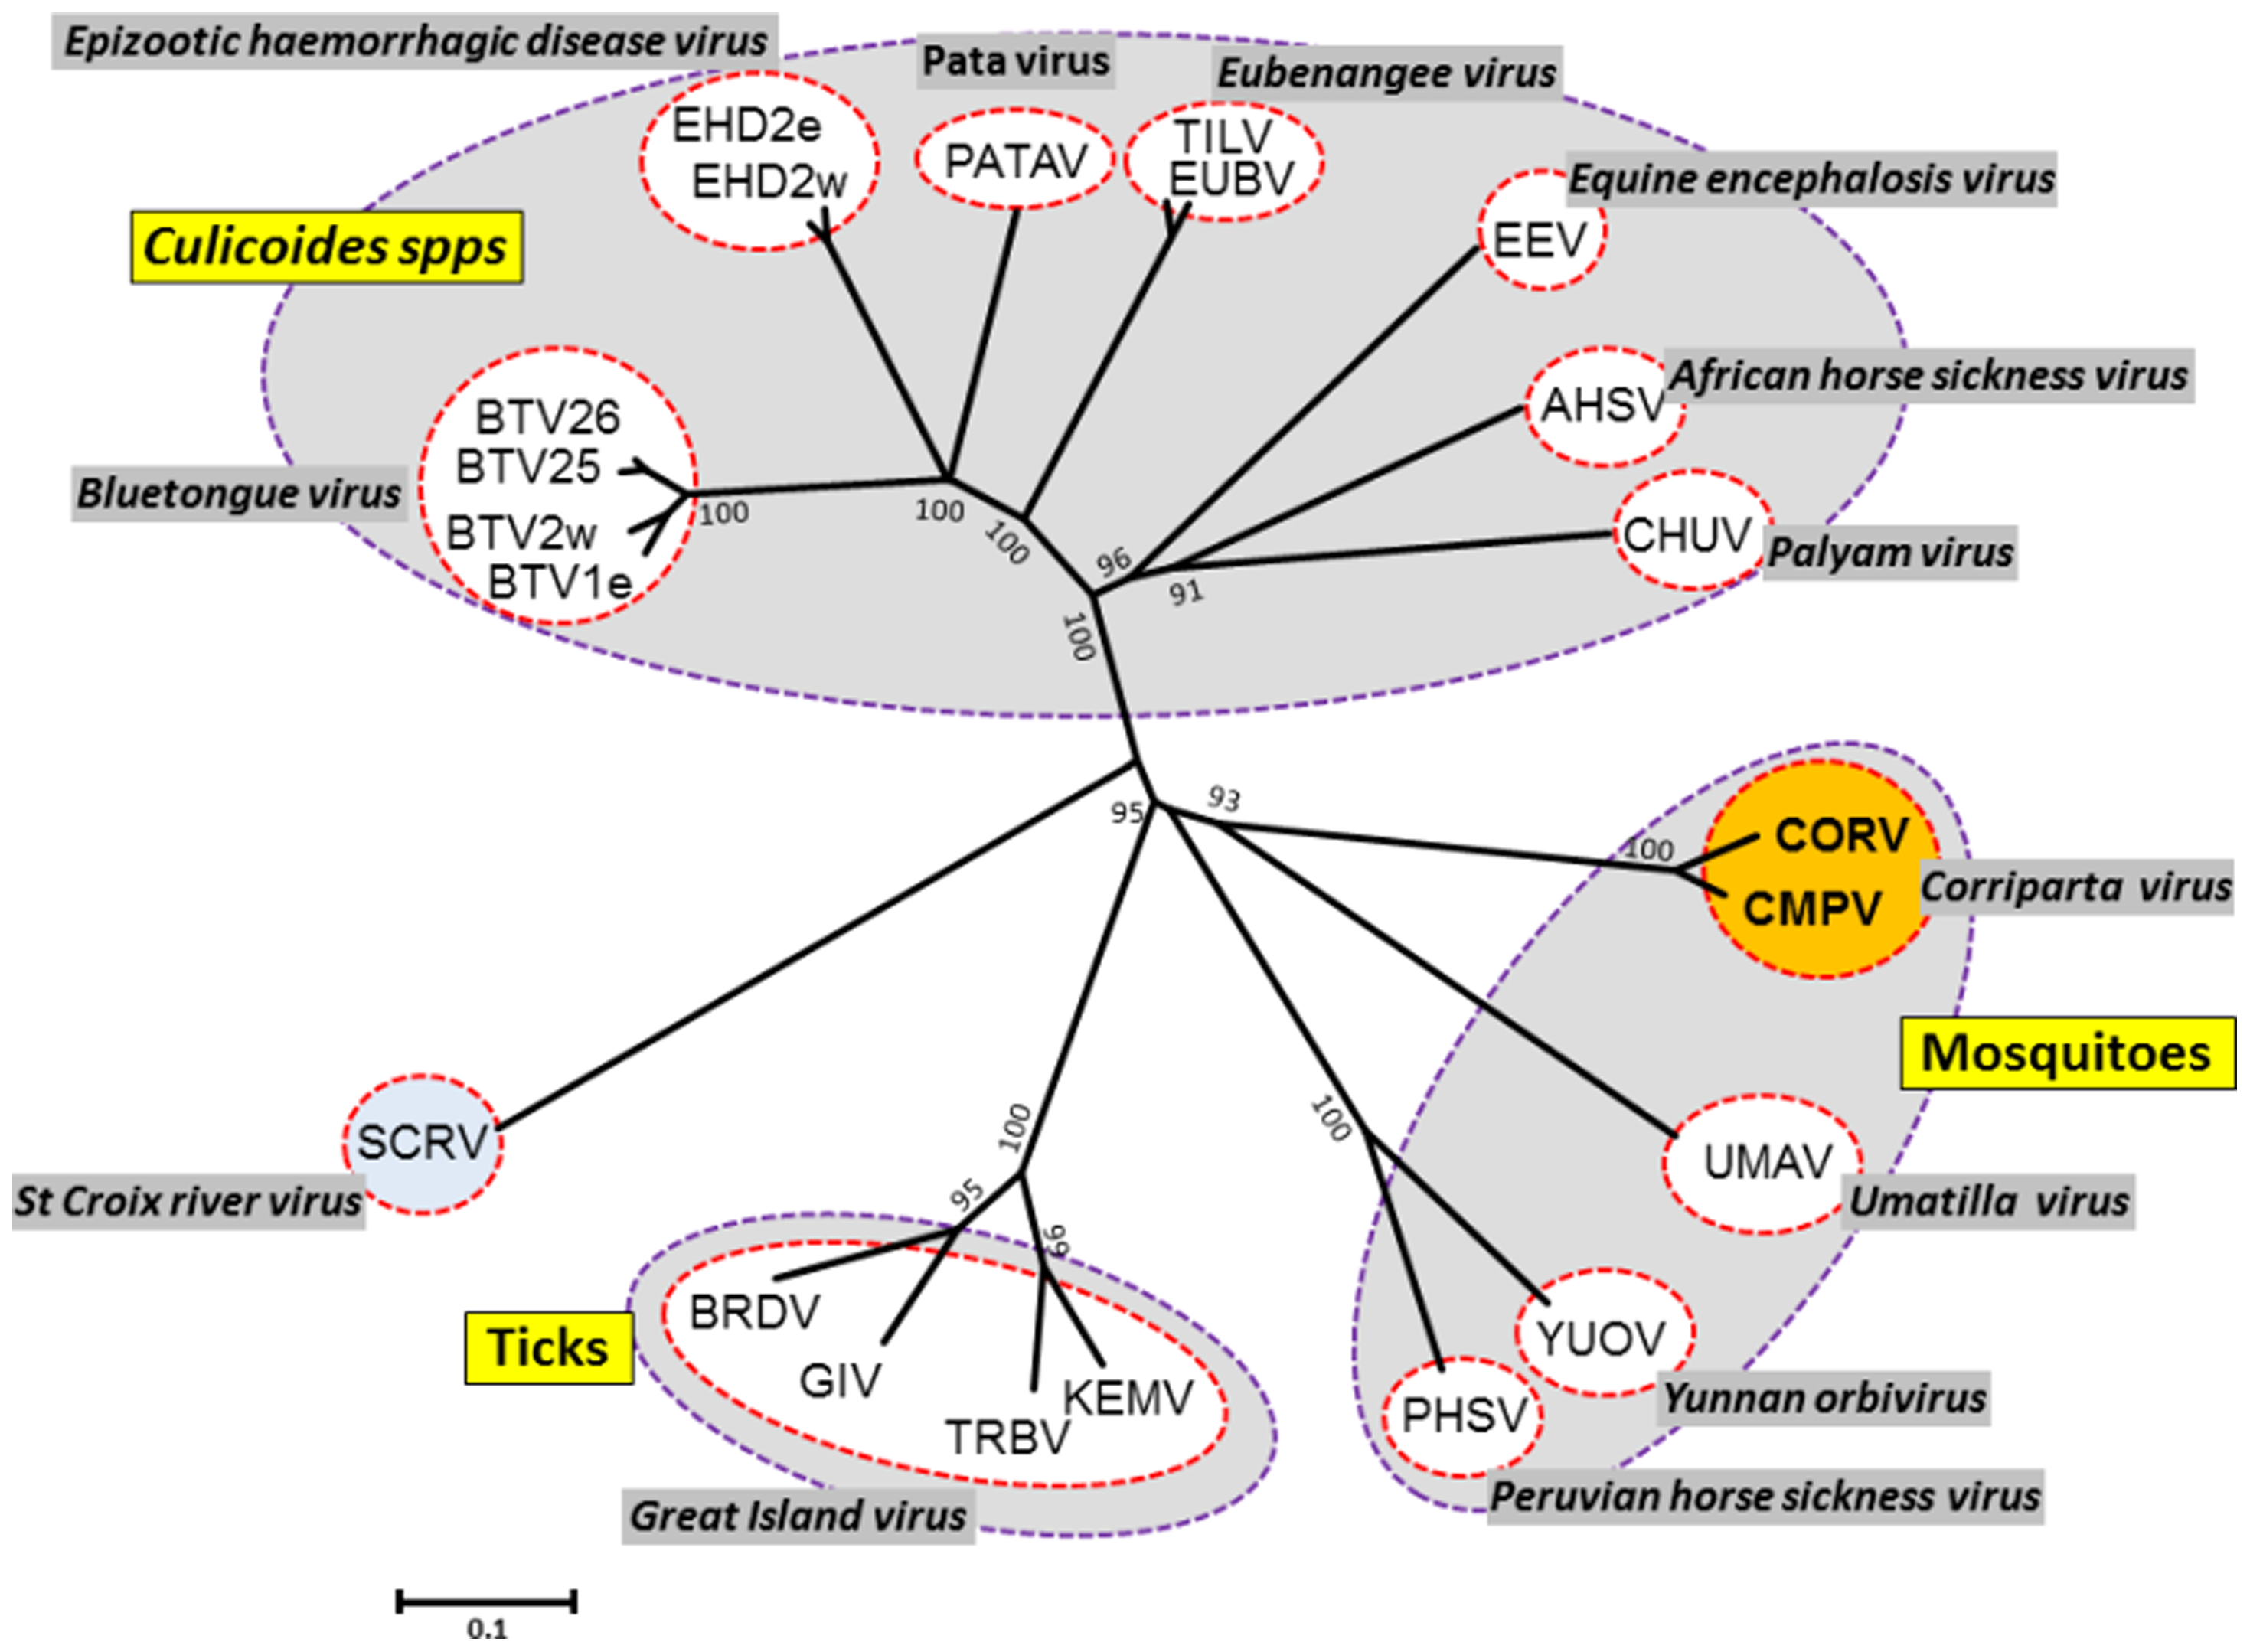 Epizootic haemorrhagic disease virus
Pata virus
Eubenangee virus
EHD2e
EHD2w
PATAV
TILV
EUBV
Equine encephalosis virus
EEV
Culicoides spps
African horse sickness virus
AHSV
BTV26
BTV25
BTV2w
BTV1e
Bluetongue virus
100
100
100
96
91
CHUV
Palyam virus
100
95
93
100
CORV
CMPV
Corriparta virus
Mosquitoes
SCRV
St Croix river virus
100
95
99
100
UMAV
Umatilla virus
Ticks
BRDV
GIV
TRBV
KEMV
YUOV
Yunnan orbivirus
PHSV
Peruvian horse sickness virus
Great Island virus
0.1